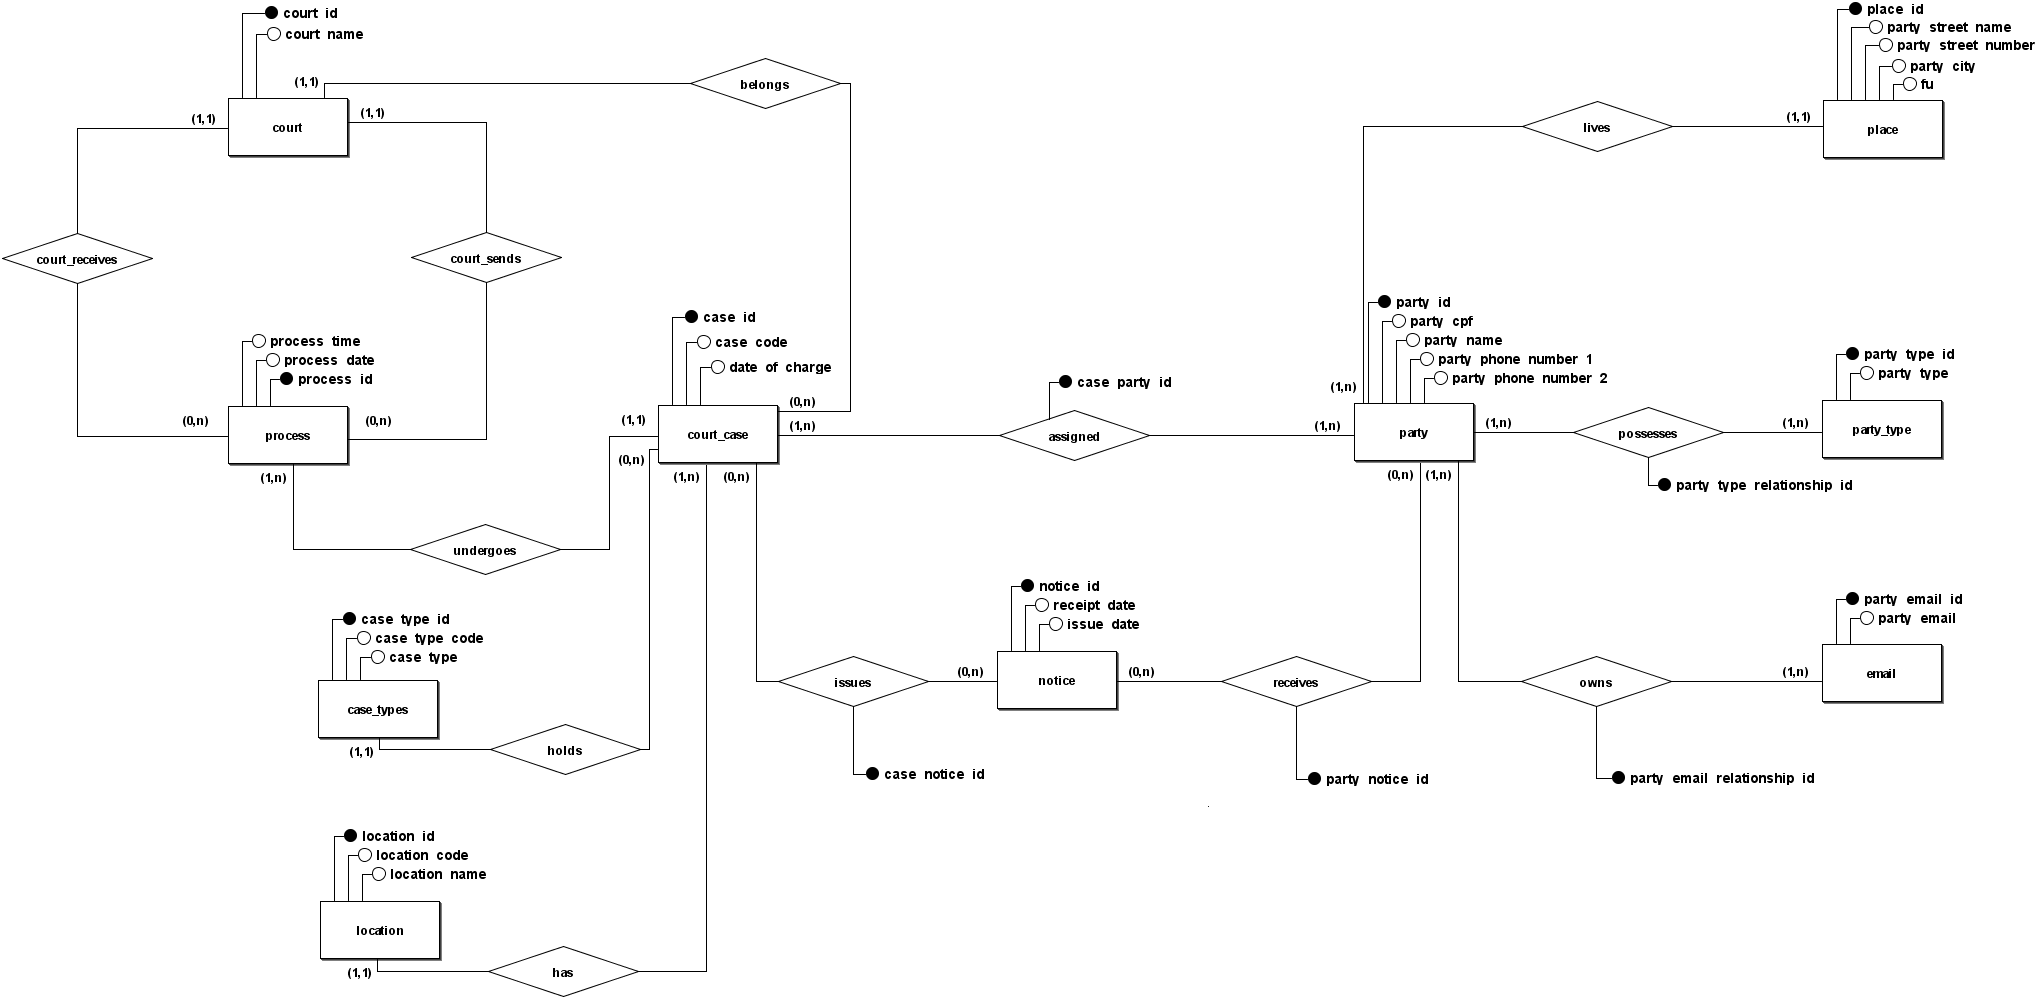 court id
court name
place id
party street name
party street number
party city
fu
(1,1)
belongs
(1,1)
court
(1,1)
lives
(1,1)
place
court_receives
court_sends
process time
process date
process id
case id
case code
date of charge
party id
party cpf
party name
party phone number 1
party phone number 2
party type id
party type
case party id
(1,n)
(0,n)
(0,n)
process
(0,n)
(1,1)
court_case
(1,n)
assigned
(1,n)
party
(1,n)
possesses
(1,n)
party_type
(1,n)
(0,n)
(1,n)
(0,n)
(0,n)
(1,n)
party type relationship id
undergoes
notice id
receipt date
issue date
party email id
party email
case type id
case type code
case type
case_types
(1,1)
holds
issues
(0,n)
notice
(0,n)
receives
owns
(1,n)
email
case notice id
party notice id
party email relationship id
location id
location code
location name
location
(1,1)
has